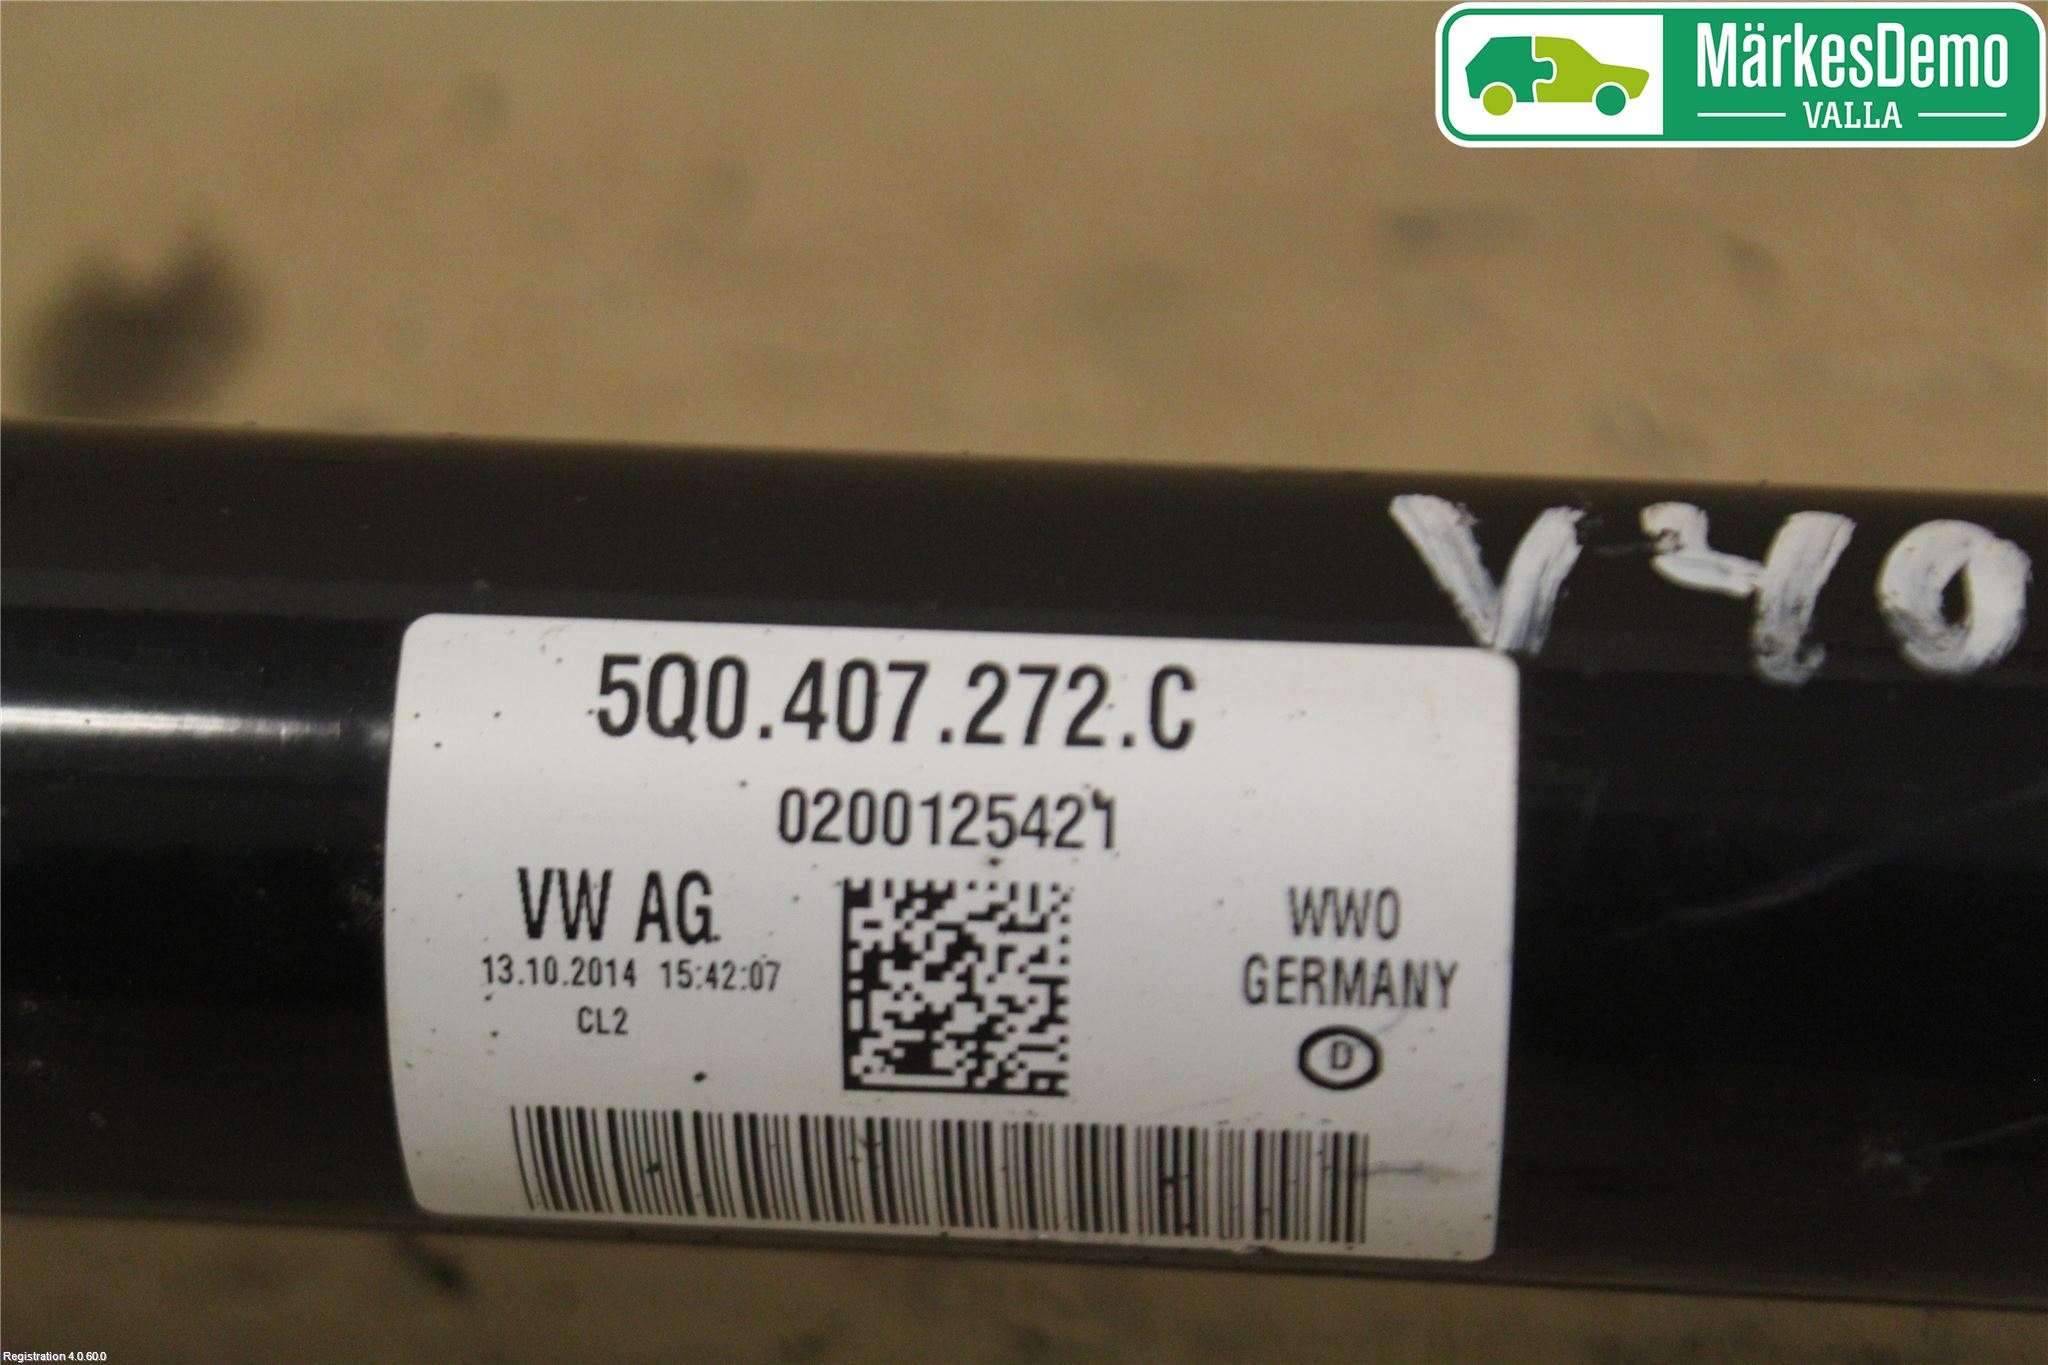 MärkesDemo
VALLA
V40
5Q0.407.272.C
0200125421
VW AG
13.10.2014 15:42:07
CL2
WWO
GERMANY
D
Registration 4.0.60.0